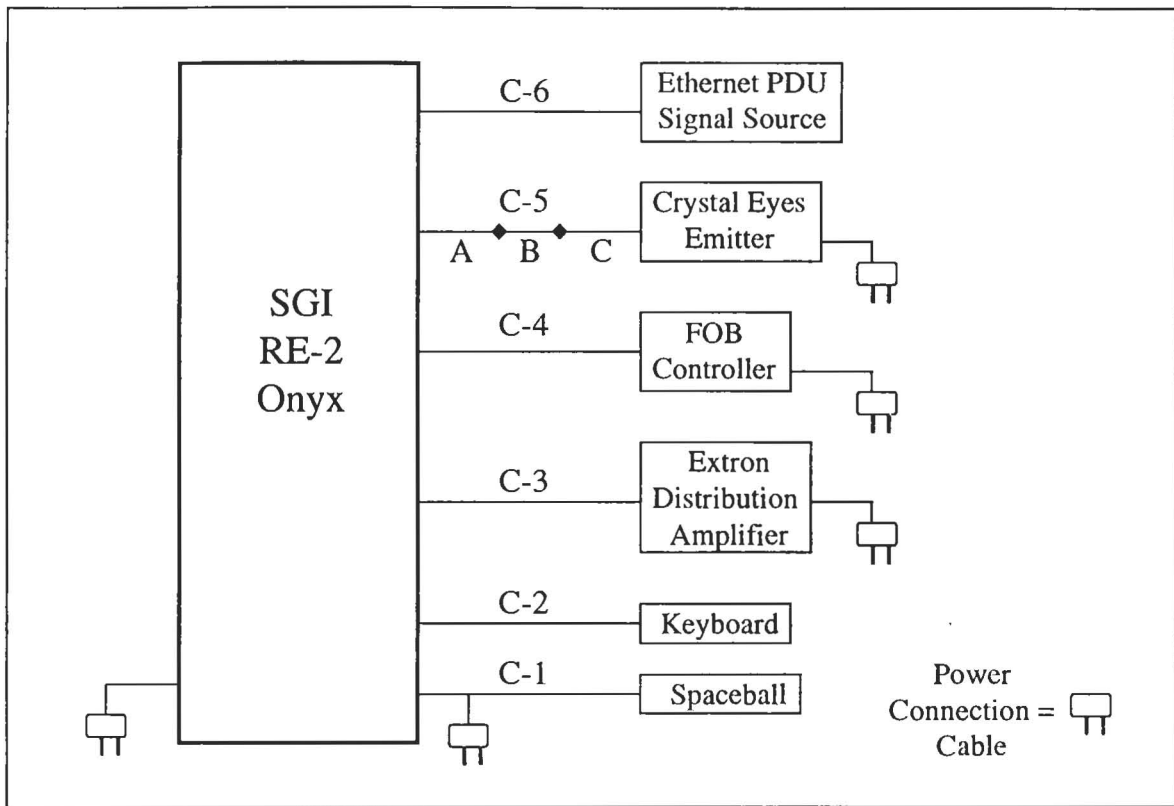 SGI
RE-2
Onyx
C-6
Ethernet PDU
Signal Source
C-5
A
B
C
Crystal Eyes
Emitter
C-4
FOB
Controller
C-3
Extron
Distribution
Amplifier
C-2
Keyboard
C-1
Spaceball
Power
Connection =
Cable